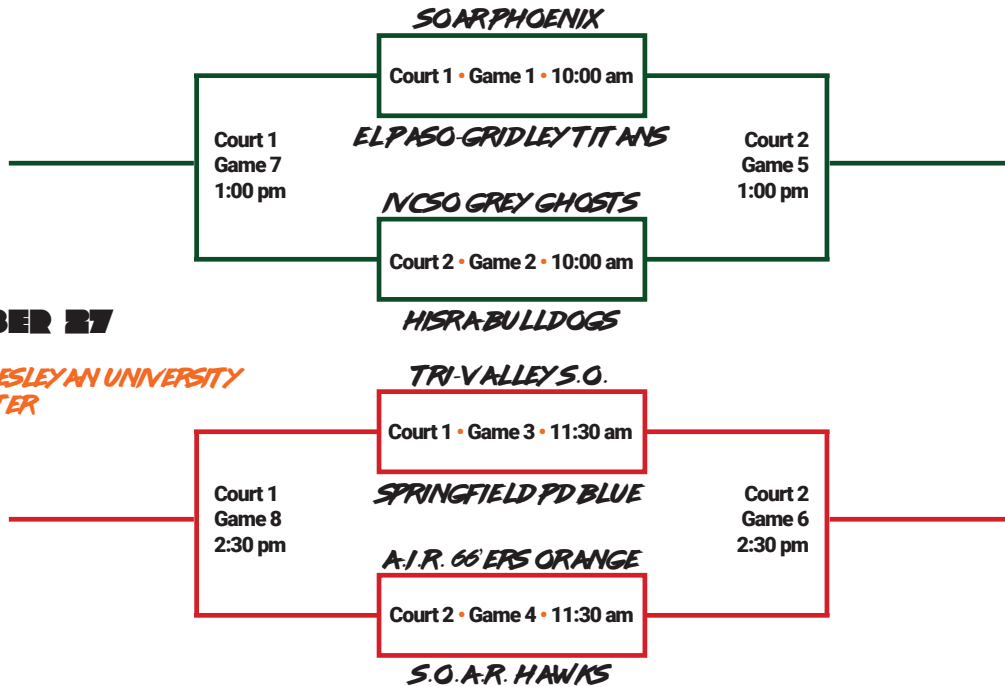 SOAR PHOENIX
Court 1 • Game 1 • 10:00 am
EL PASO-GRIDLEY TITANS
Court 1
Game 7
1:00 pm
Court 2
Game 5
1:00 pm
IVCSO GREY GHOSTS
Court 2 • Game 2 • 10:00 am
HISRA BULLDOGS
BER 27
ESLEYAN UNIVERSITY
TER
TRI-VALLEY S.O.
Court 1 • Game 3 • 11:30 am
SPRINGFIELD PD BLUE
Court 1
Game 8
2:30 pm
Court 2
Game 6
2:30 pm
A.I.R. 66'ERS ORANGE
Court 2 • Game 4 • 11:30 am
S.O.A.R. HAWKS